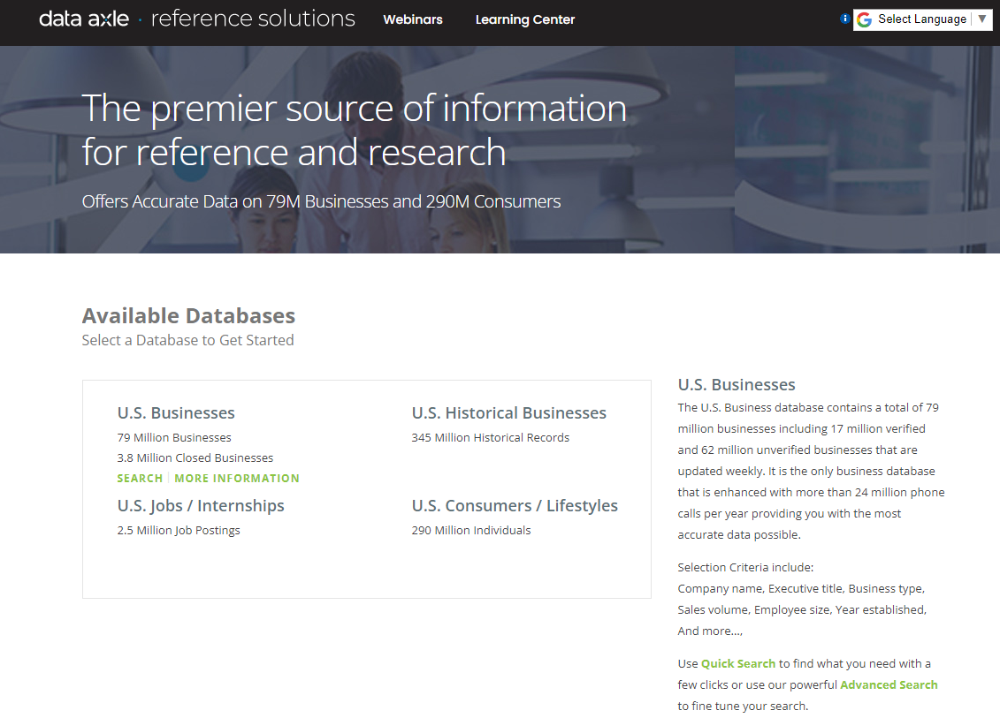 data axle · reference solutions
Webinars
Learning Center
Select Language
The premier source of information
for reference and research
Offers Accurate Data on 79M Businesses and 290M Consumers
Available Databases
Select a Database to Get Started
U.S. Businesses
79 Million Businesses
3.8 Million Closed Businesses
SEARCH | MORE INFORMATION
U.S. Historical Businesses
345 Million Historical Records
U.S. Jobs / Internships
2.5 Million Job Postings
U.S. Consumers / Lifestyles
290 Million Individuals
U.S. Businesses
The U.S. Business database contains a total of 79
million businesses including 17 million verified
and 62 million unverified businesses that are
updated weekly. It is the only business database
that is enhanced with more than 24 million phone
calls per year providing you with the most
accurate data possible.
Selection Criteria include:
Company name, Executive title, Business type,
Sales volume, Employee size, Year established,
And more...,
Use Quick Search to find what you need with a
few clicks or use our powerful Advanced Search
to fine tune your search.